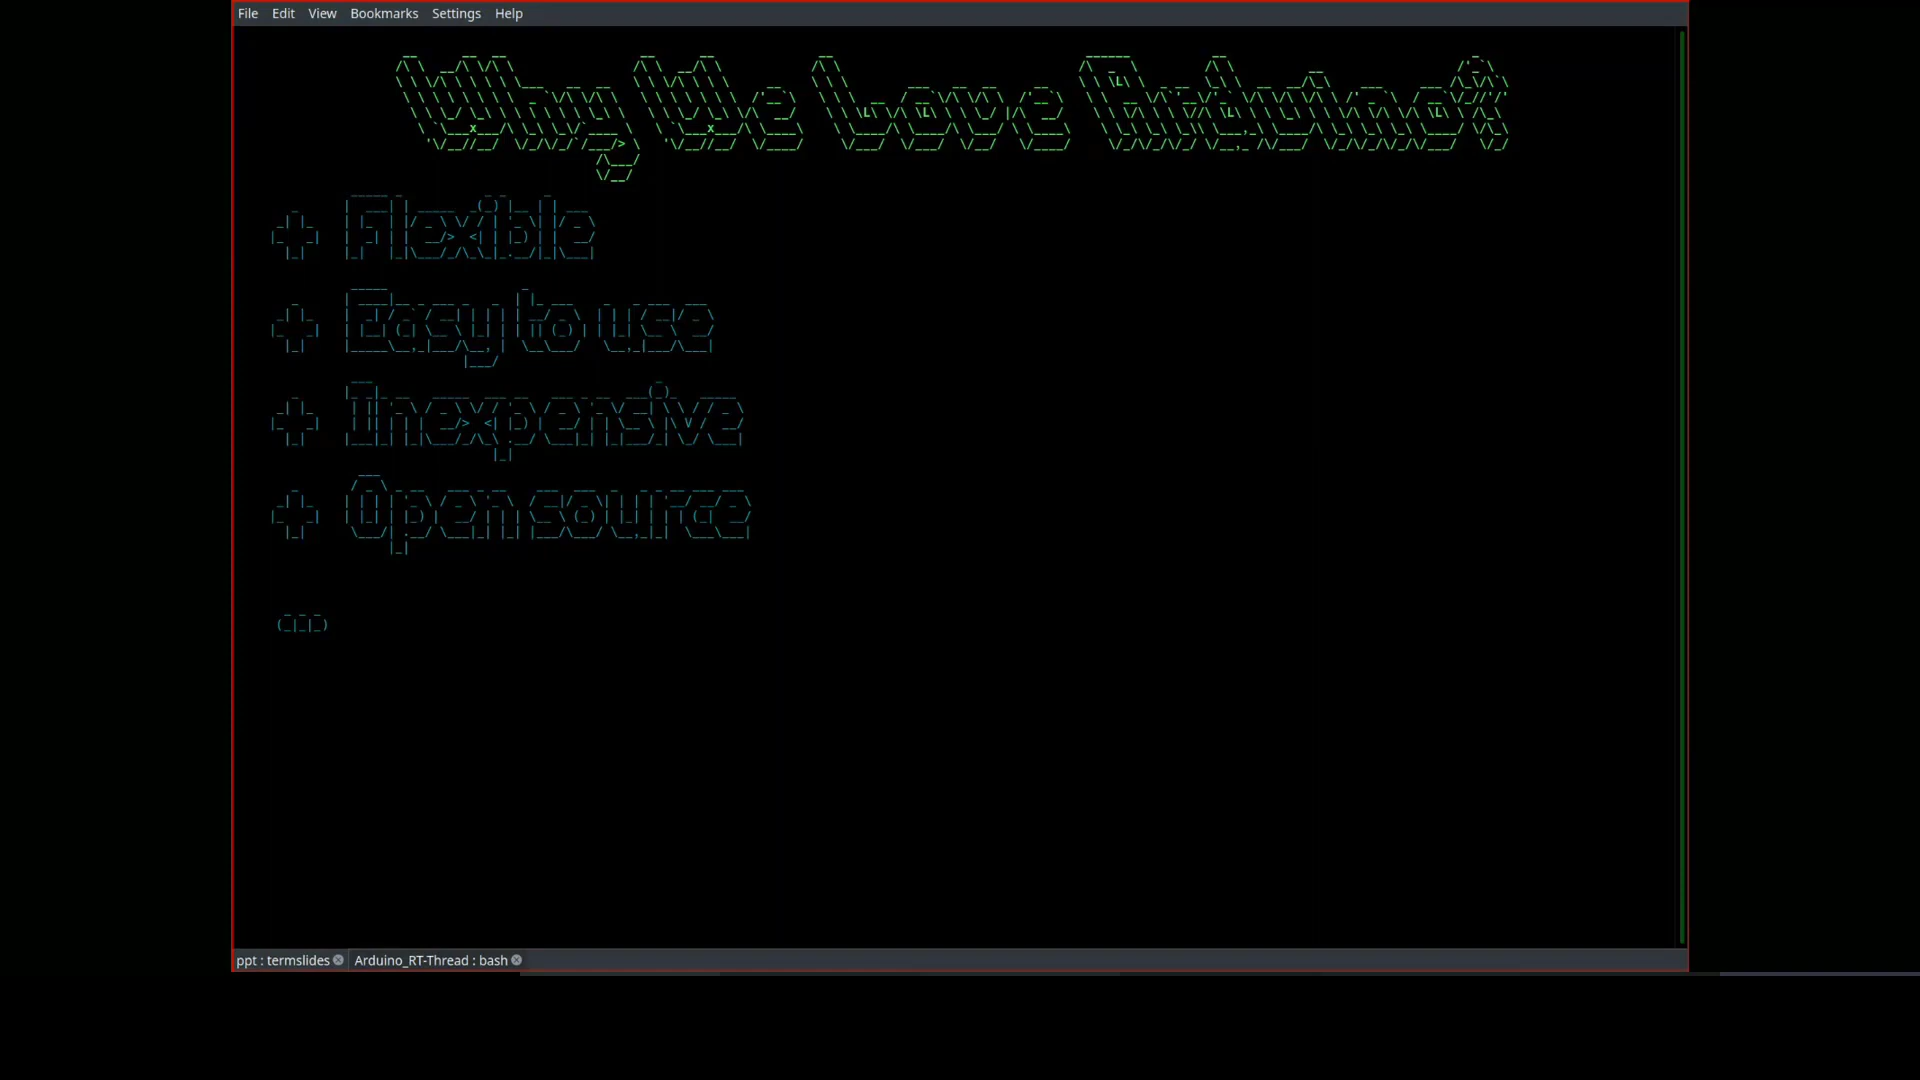 File Edit View Bookmarks Settings Help
Why We Love Arduino?
+ Flexible
+ Easy to use
+ Inexpensive
+ Open source
...
ppt : termslides Arduino_RT-Thread : bash